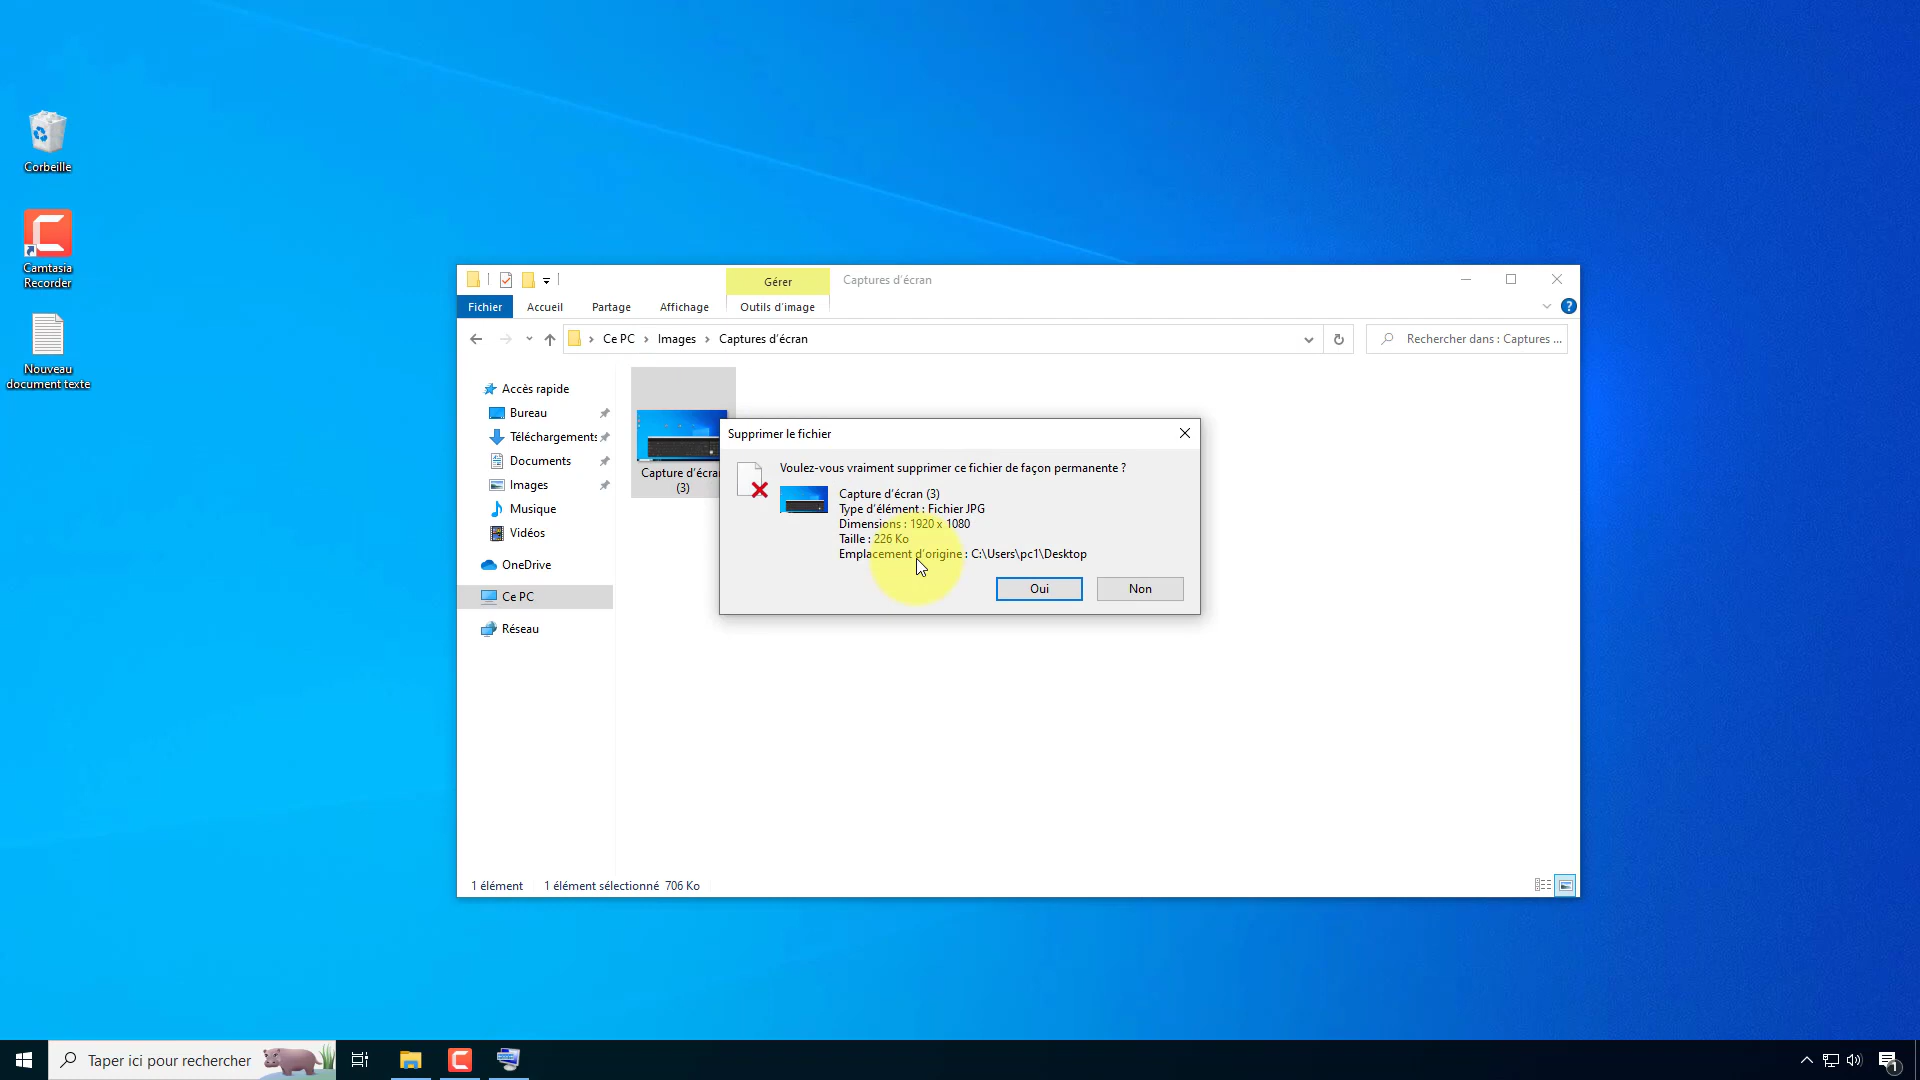 Corbeille
Camtasia
Recorder
Nouveau
document texte
Gérer
Captures d'écran
Fichier
Accueil
Partage
Affichage
Outils d'image
Ce PC
Images
Captures d'écran
Rechercher dans : Captures ...
Accès rapide
Bureau
Téléchargements
Documents
Images
Musique
Vidéos
OneDrive
Ce PC
Réseau
Capture d'écran
(3)
Supprimer le fichier
Voulez-vous vraiment supprimer ce fichier de façon permanente ?
Capture d'écran (3)
Type d'élément : Fichier JPG
Dimensions : 1920 x 1080
Taille : 226 Ko
Emplacement d'origine : C:\Users\pc1\Desktop
Oui
Non
1 élément
1 élément sélectionné 706 Ko
Taper ici pour rechercher
1